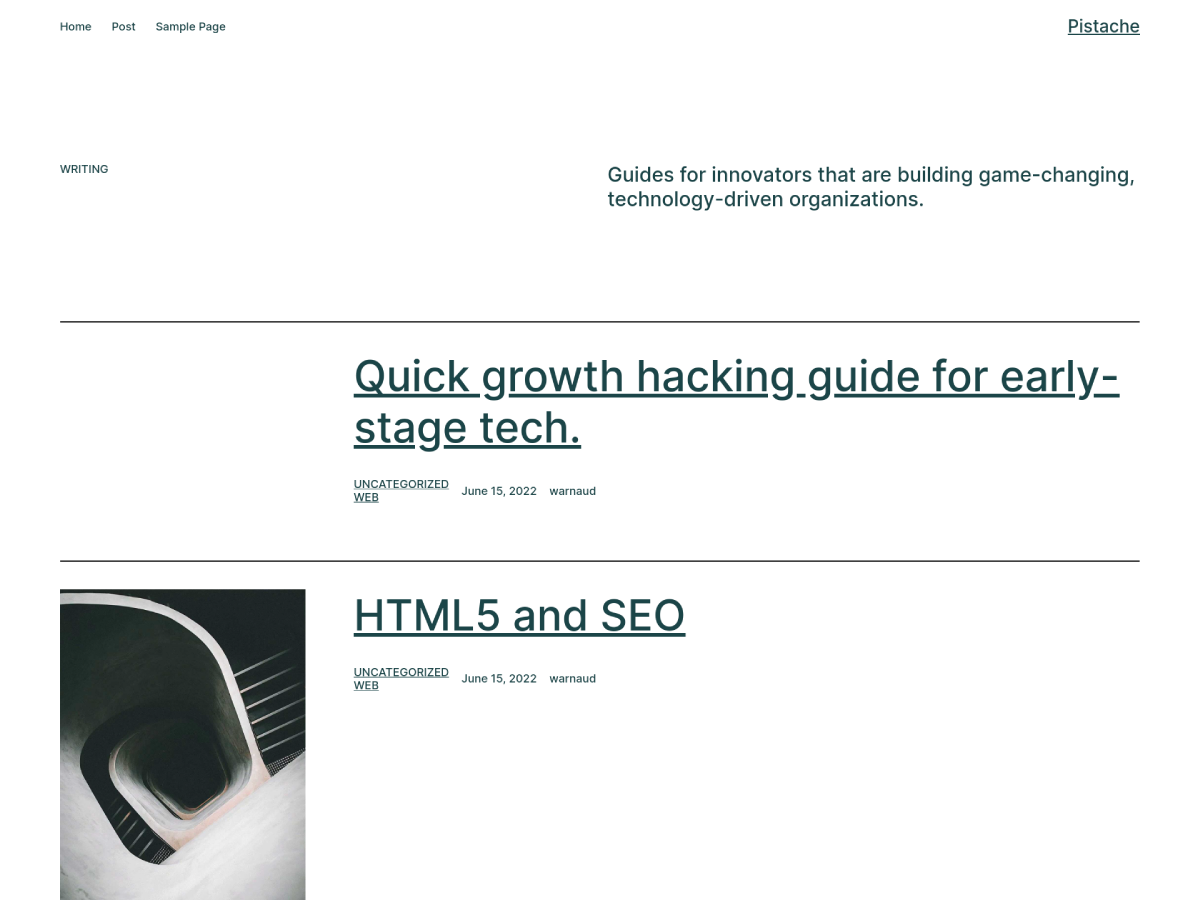 Home Post Sample Page Pistache
WRITING
Guides for innovators that are building game-changing,
technology-driven organizations.
Quick growth hacking guide for early-
stage tech.
UNCATEGORIZED
WEB
June 15, 2022 warnaud
HTML5 and SEO
UNCATEGORIZED
WEB
June 15, 2022 warnaud